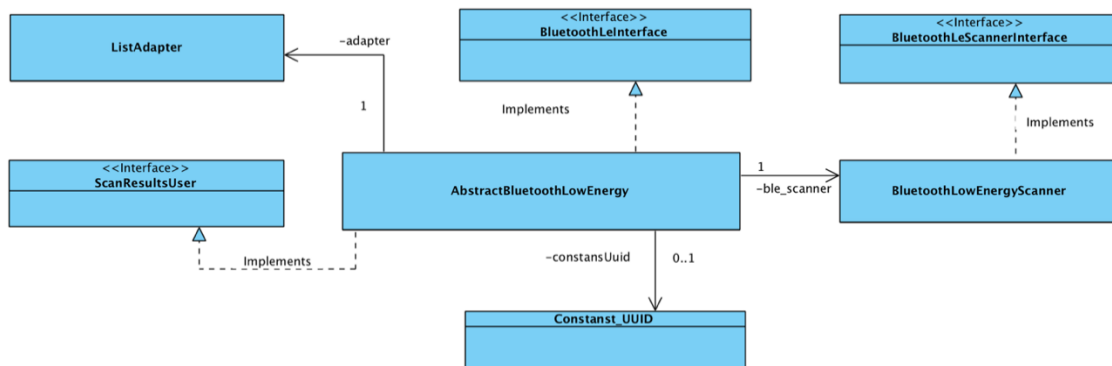 <<Interface>>
BluetoothLeInterface
<<Interface>>
BluetoothLeScannerInterface
ListAdapter
-adapter
1
Implements
Implements
<<Interface>>
ScanResultsUser
AbstractBluetoothLowEnergy
1
-ble_scanner
BluetoothLowEnergyScanner
Implements
-constansUuid
0..1
Constanst_UUID